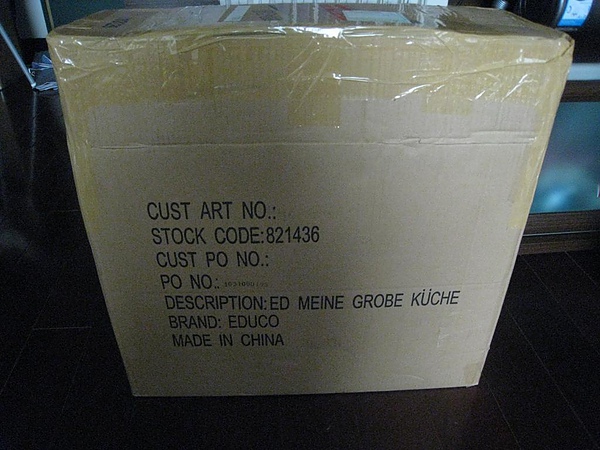 CUST ART NO.:
STOCK CODE:821436
CUST PO NO.:
PO NO.:
DESCRIPTION:ED MEINE GROBE KÜCHE
BRAND: EDUCO
MADE IN CHINA